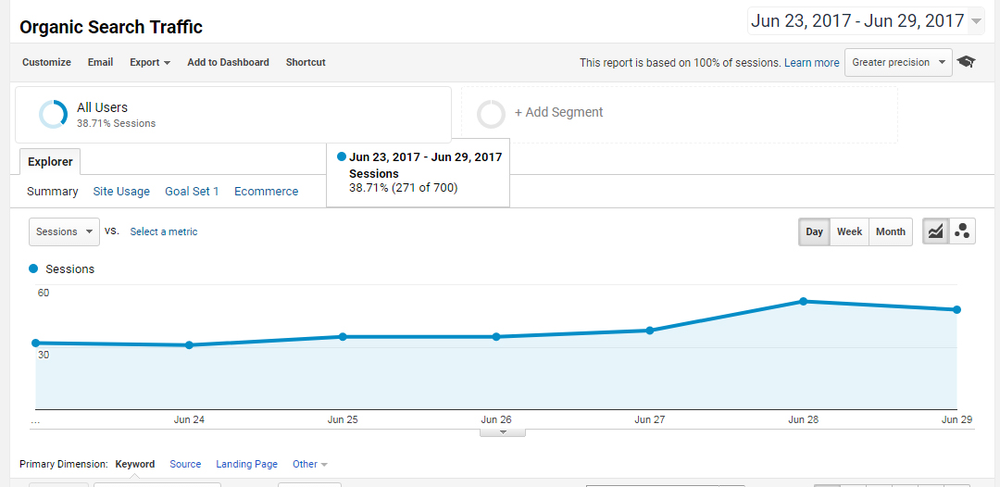 Organic Search Traffic
Jun 23, 2017 - Jun 29, 2017
Customize Email Export Add to Dashboard Shortcut
This report is based on 100% of sessions. Learn more Greater precision
All Users
38.71% Sessions
+ Add Segment
Explorer
Jun 23, 2017 - Jun 29, 2017
Sessions
38.71% (271 of 700)
Summary Site Usage Goal Set 1 Ecommerce
Sessions vs. Select a metric
Day Week Month
Sessions
60
30
... Jun 24 Jun 25 Jun 26 Jun 27 Jun 28 Jun 29
Primary Dimension: Keyword Source Landing Page Other